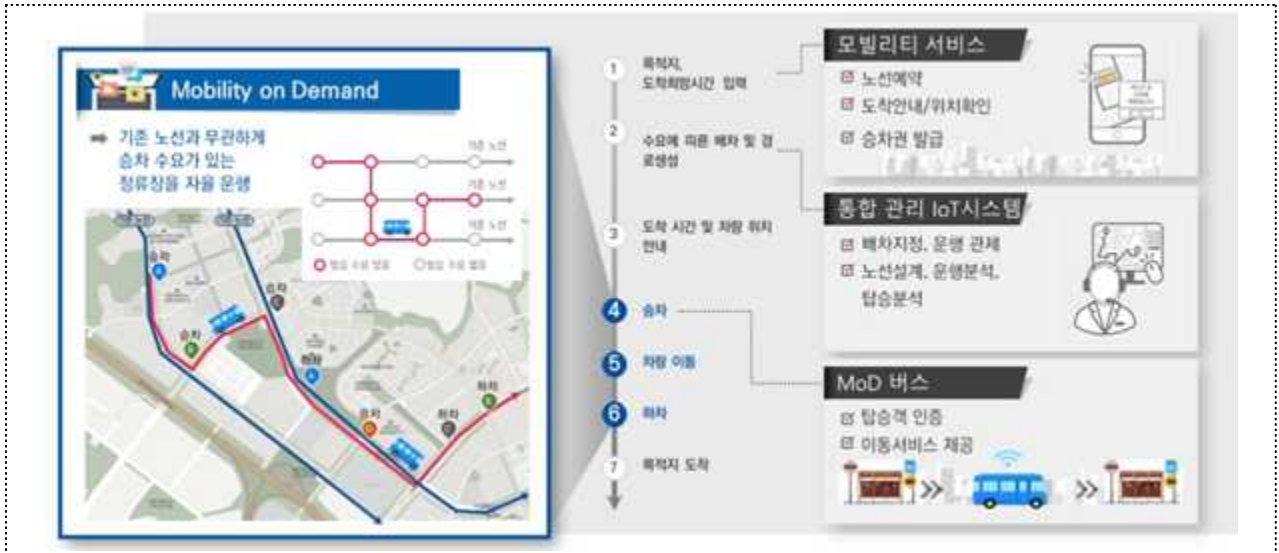 Mobility on Demand
기존 노선과 무관하게
승차 수요가 있는
정류장을 자율 운행
기존 노선
기존 노선
기존 노선
승차
A
승차
B
승차
C
하차
A
승차
D
하차
C
하차
B
1
목적지,
도착희망시간 입력
2
수요에 따른 배차 및 경
로생성
3
도착 시간 및 차량 위치
안내
4
승차
5
차량 이동
6
하차
7
목적지 도착
모빌리티 서비스
노선예약
도착안내/위치확인
승차권 발급
통합 관리 IoT시스템
배차지정, 운행 관제
노선설계, 운행분석,
탑승분석
MoD 버스
탑승객 인증
이동서비스 제공